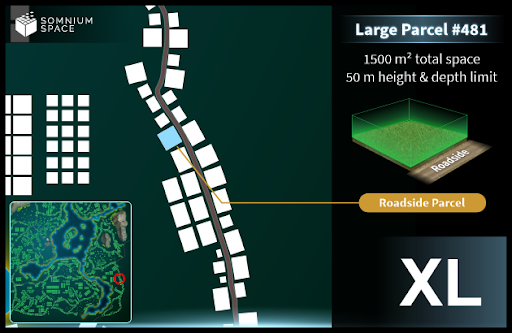 SOMNIUM
SPACE
Large Parcel #481
1500 m² total space
50 m height & depth limit
Roadside
Roadside Parcel
XL